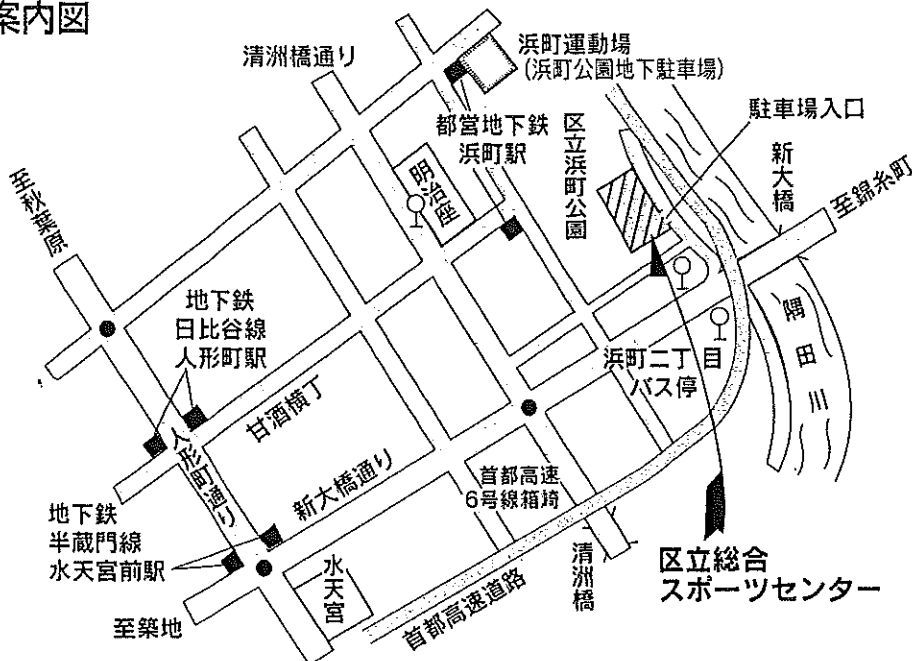 案内図
清洲橋通り
浜町運動場
(浜町公園地下駐車場)
都営地下鉄
浜町駅
区立浜町公園
駐車場入口
新大橋
至錦糸町
明治座
至秋葉原
地下鉄
日比谷線
人形町駅
甘酒横丁
人形町通り
新大橋通り
浜町二丁目
バス停
隅田川
首都高速
6号線箱埼
地下鉄
半蔵門線
水天宮前駅
水天宮
清洲橋
首都高速道路
至築地
区立総合
スポーツセンター